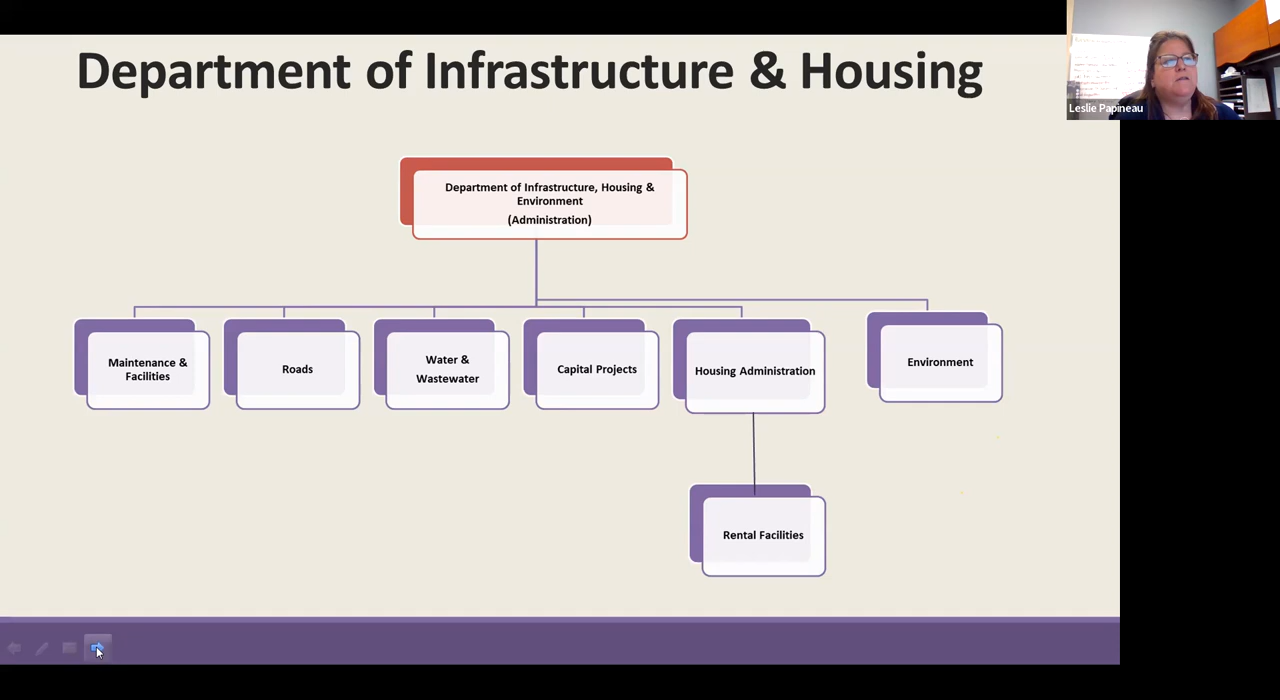 Department of Infrastructure & Housing
Leslie Papineau
Department of Infrastructure, Housing &
Environment
(Administration)
Maintenance &
Facilities
Roads
Water &
Wastewater
Capital Projects
Housing Administration
Environment
Rental Facilities